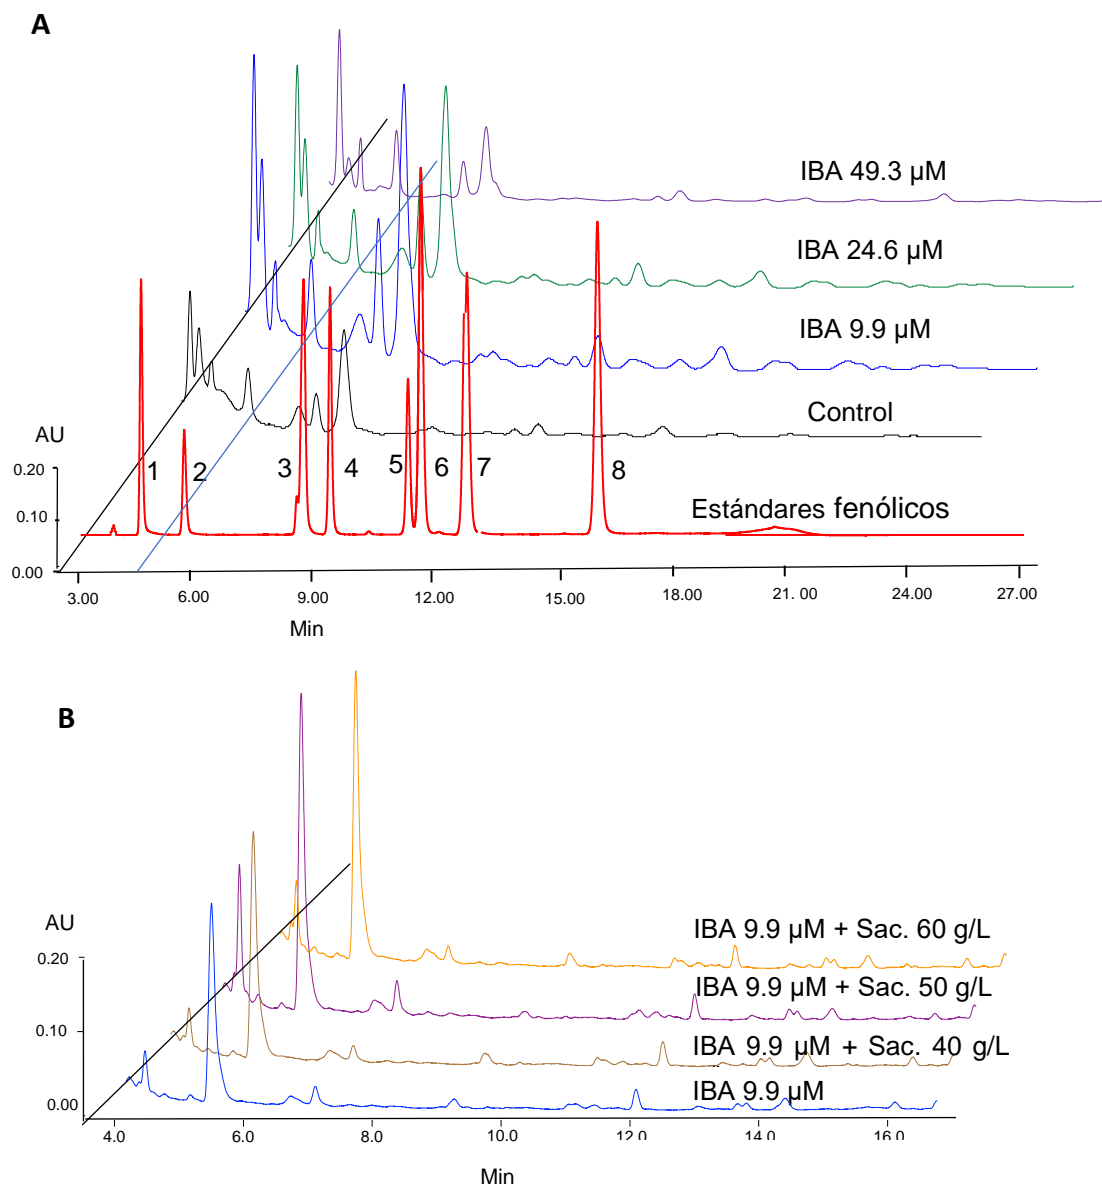 A
IBA 49.3 µM
IBA 24.6 µM
IBA 9.9 µM
Control
AU
0.20
1 2 3 4 5 6 7 8
Estándares fenólicos
0.10
0.00
3.00 6.00 9.00 12.00 15.00 18.00 21. 00 24.00 27.00
Min
B
AU
IBA 9.9 µM + Sac. 60 g/L
0.20
IBA 9.9 µM + Sac. 50 g/L
0.10
IBA 9.9 µM + Sac. 40 g/L
IBA 9.9 µM
0.00
4.0 6.0 8.0 10.0 12.0 14.0 16.0
Min